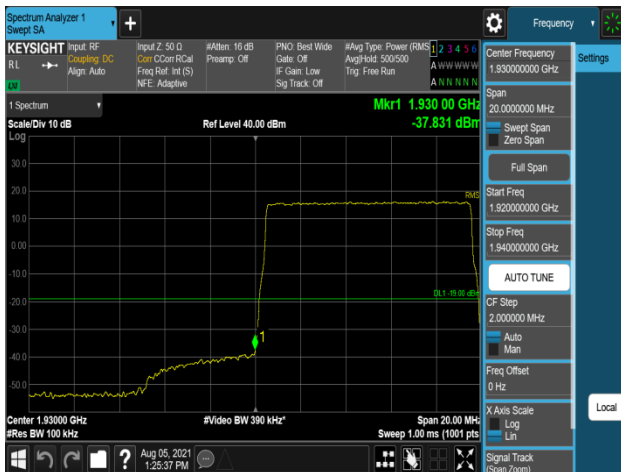 Spectrum Analyzer 1
Swept SA
+
Frequency
KEYSIGHT
RL
LXI
Input: RF
Coupling: DC
Align: Auto
Input Z: 50 Ω
Corr CCorr RCal
Freq Ref: Int (S)
NFE: Adaptive
#Atten: 16 dB
Preamp: Off
PNO: Best Wide
Gate: Off
IF Gain: Low
Sig Track: Off
#Avg Type: Power (RMS
Avg|Hold: 500/500
Trig: Free Run
1 2 3 4 5 6
A W W W W W
A N N N N N
1 Spectrum
Scale/Div 10 dB
Log
Ref Level 40.00 dBm
Mkr1 1.930 00 GHz
-37.831 dBm
30.0
20.0
10.0
0.00
-10.0
-20.0
-30.0
-40.0
-50.0
RMS
DL1 -19.00 dBm
1
Center 1.93000 GHz
#Res BW 100 kHz
#Video BW 390 kHz*
Span 20.00 MHz
Sweep 1.00 ms (1001 pts)
Aug 05, 2021
1:25:37 PM
?
Center Frequency
1.930000000 GHz
Span
20.0000000 MHz
Swept Span
Zero Span
Full Span
Start Freq
1.920000000 GHz
Stop Freq
1.940000000 GHz
AUTO TUNE
CF Step
2.000000 MHz
Auto
Man
Freq Offset
0 Hz
X Axis Scale
Log
Lin
Signal Track
(Span Zoom)
Settings
Local